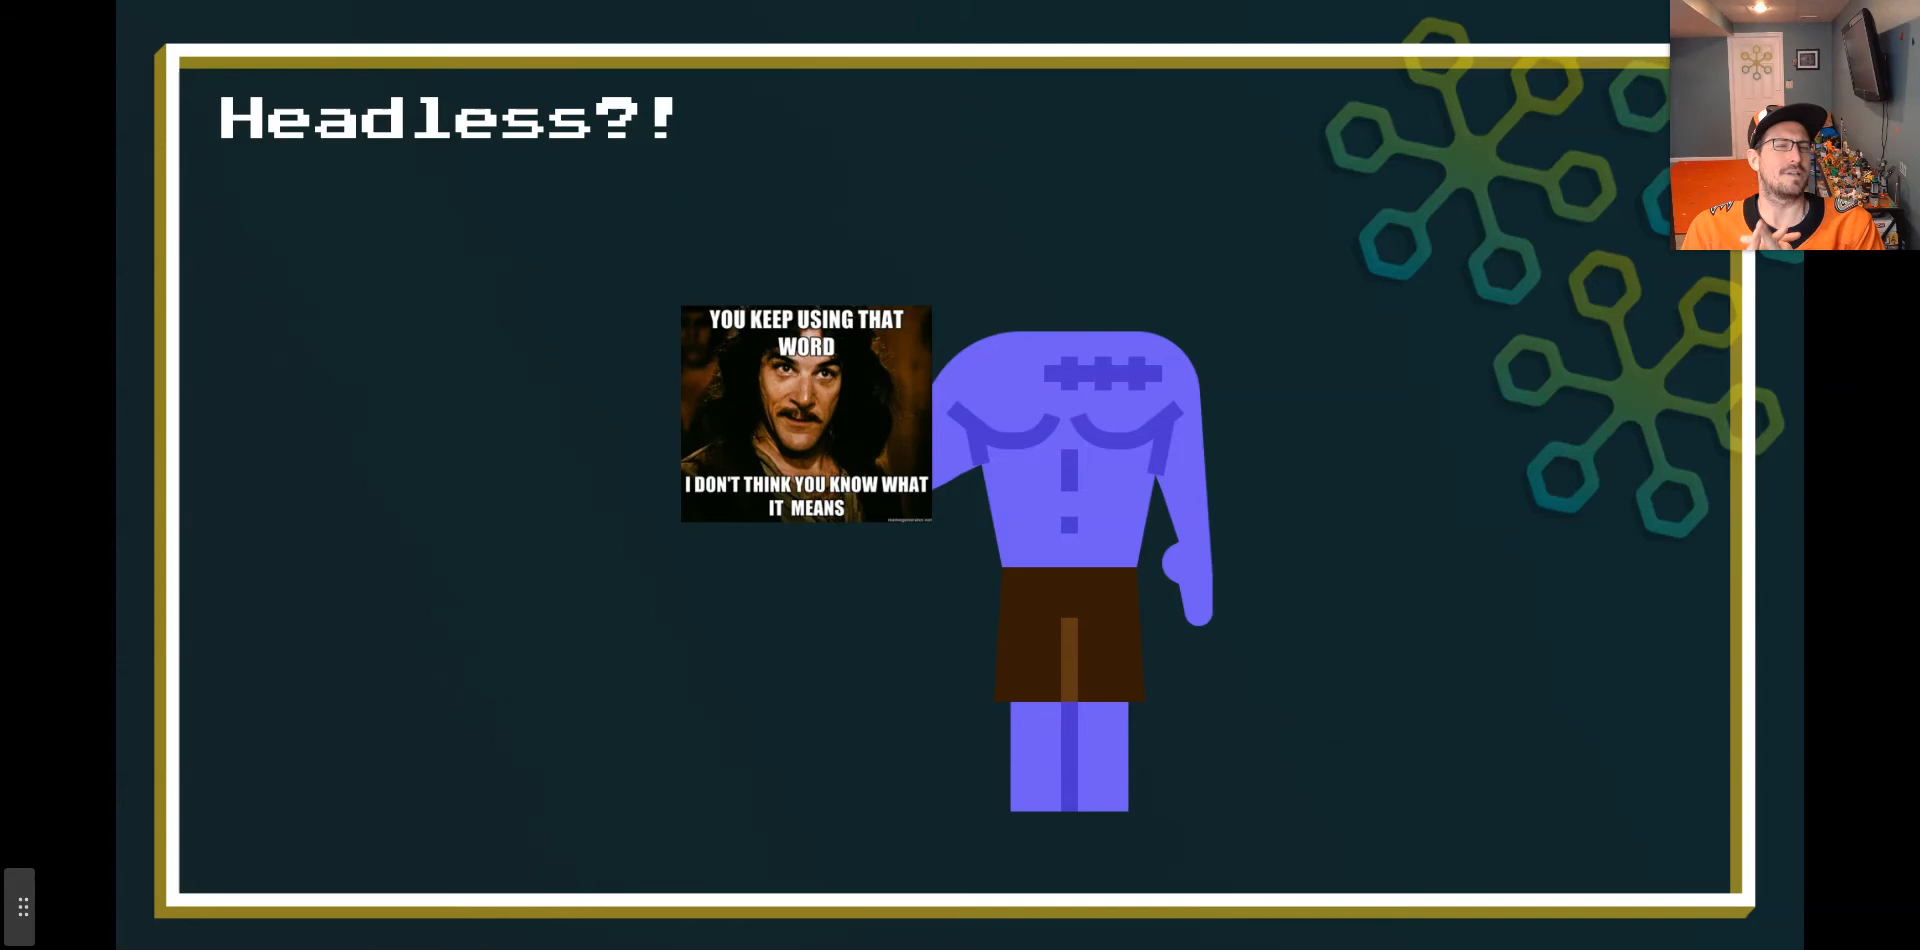 Headless?!
YOU KEEP USING THAT
WORD
I DON'T THINK YOU KNOW WHAT
IT MEANS